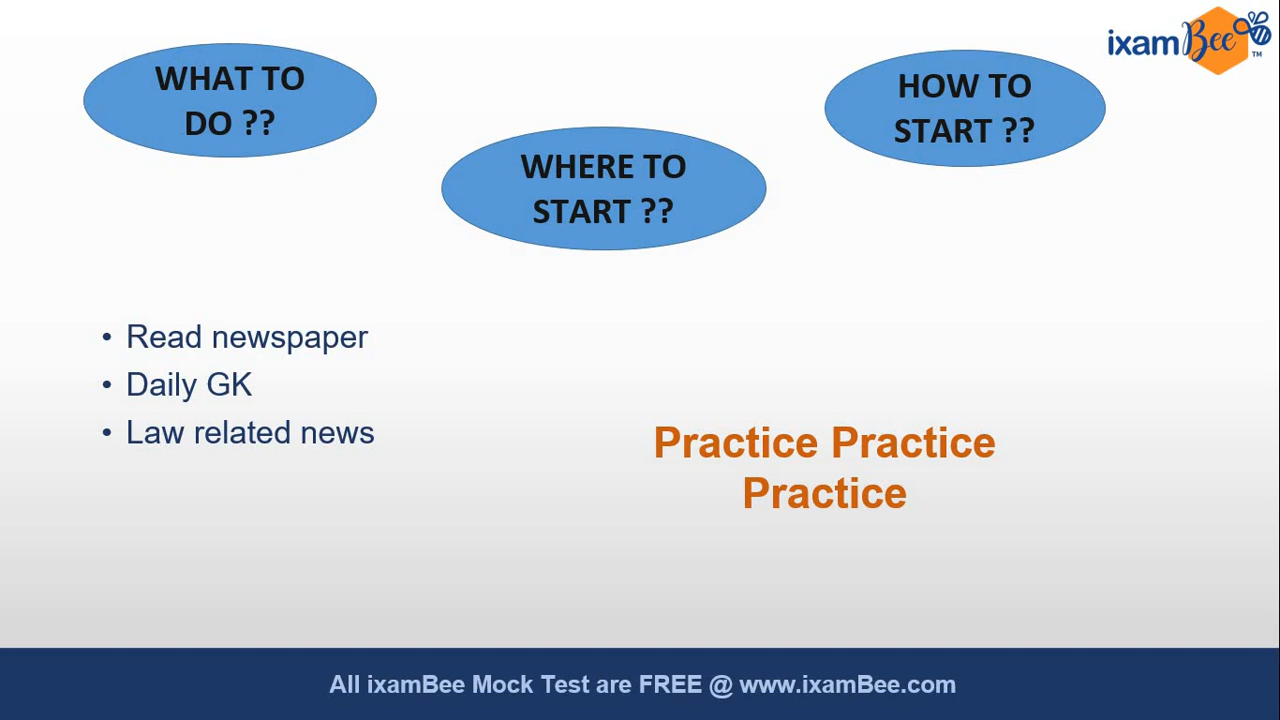 ixamBee™
WHAT TO
DO ??
HOW TO
START ??
WHERE TO
START ??
• Read newspaper
• Daily GK
• Law related news
Practice Practice
Practice
All ixamBee Mock Test are FREE @ www.ixamBee.com